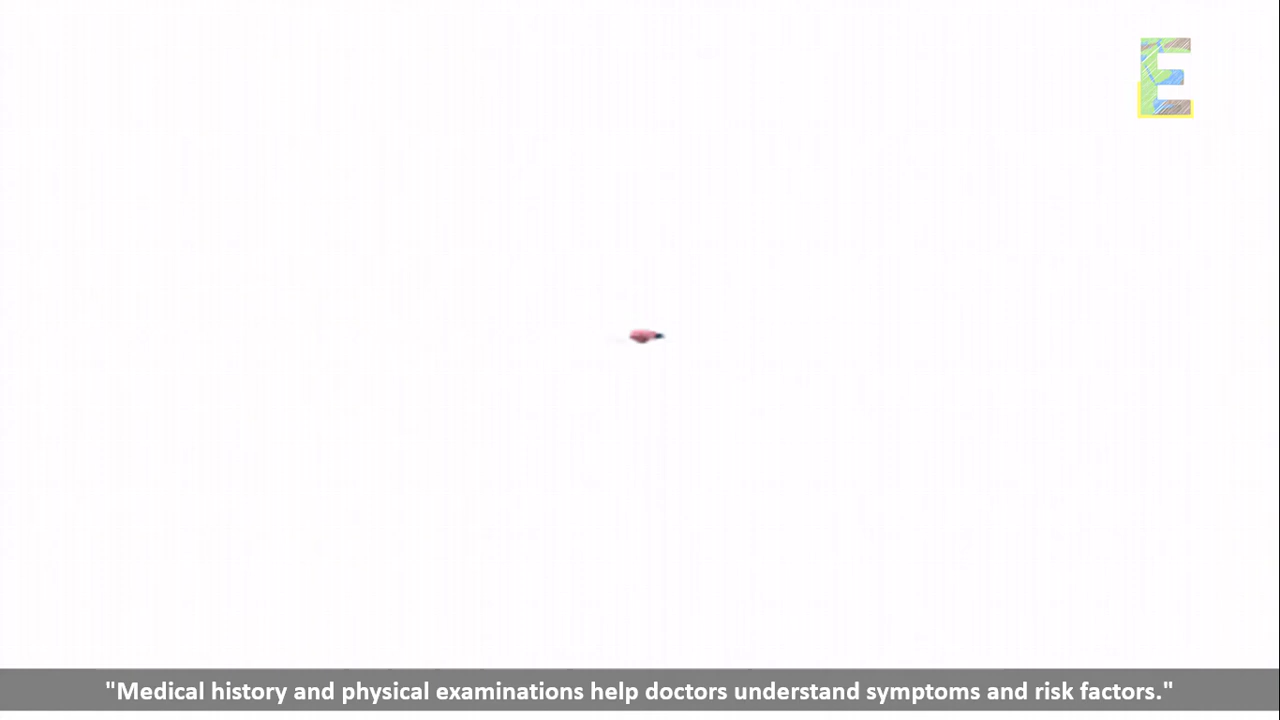 E
"Medical history and physical examinations help doctors understand symptoms and risk factors."